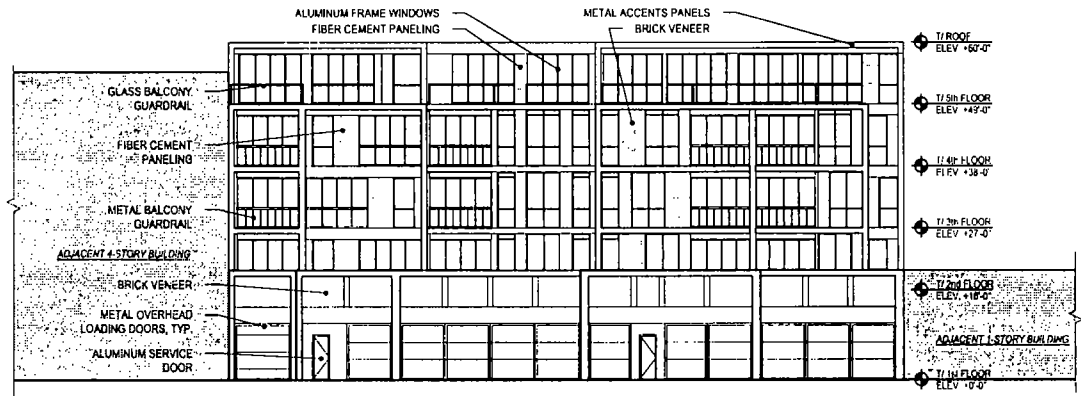 ALUMINUM FRAME WINDOWS
FIBER CEMENT PANELING
METAL ACCENTS PANELS
BRICK VENEER
T/ ROOF
ELEV +60'-0"
GLASS BALCONY
GUARDRAIL
T/ 5th FLOOR
ELEV +49'-0"
FIBER CEMENT
PANELING
T/ 4th FLOOR
ELEV +38'-0"
METAL BALCONY
GUARDRAIL
T/ 3th FLOOR
ELEV +27'-0"
ADJACENT 4-STORY BUILDING
BRICK VENEER
T/ 2nd FLOOR
ELEV. +16'-0"
METAL OVERHEAD
LOADING DOORS, TYP.
ADJACENT 1-STORY BUILDING
ALUMINUM SERVICE
DOOR
T/ 1st FLOOR
ELEV +0'-0"